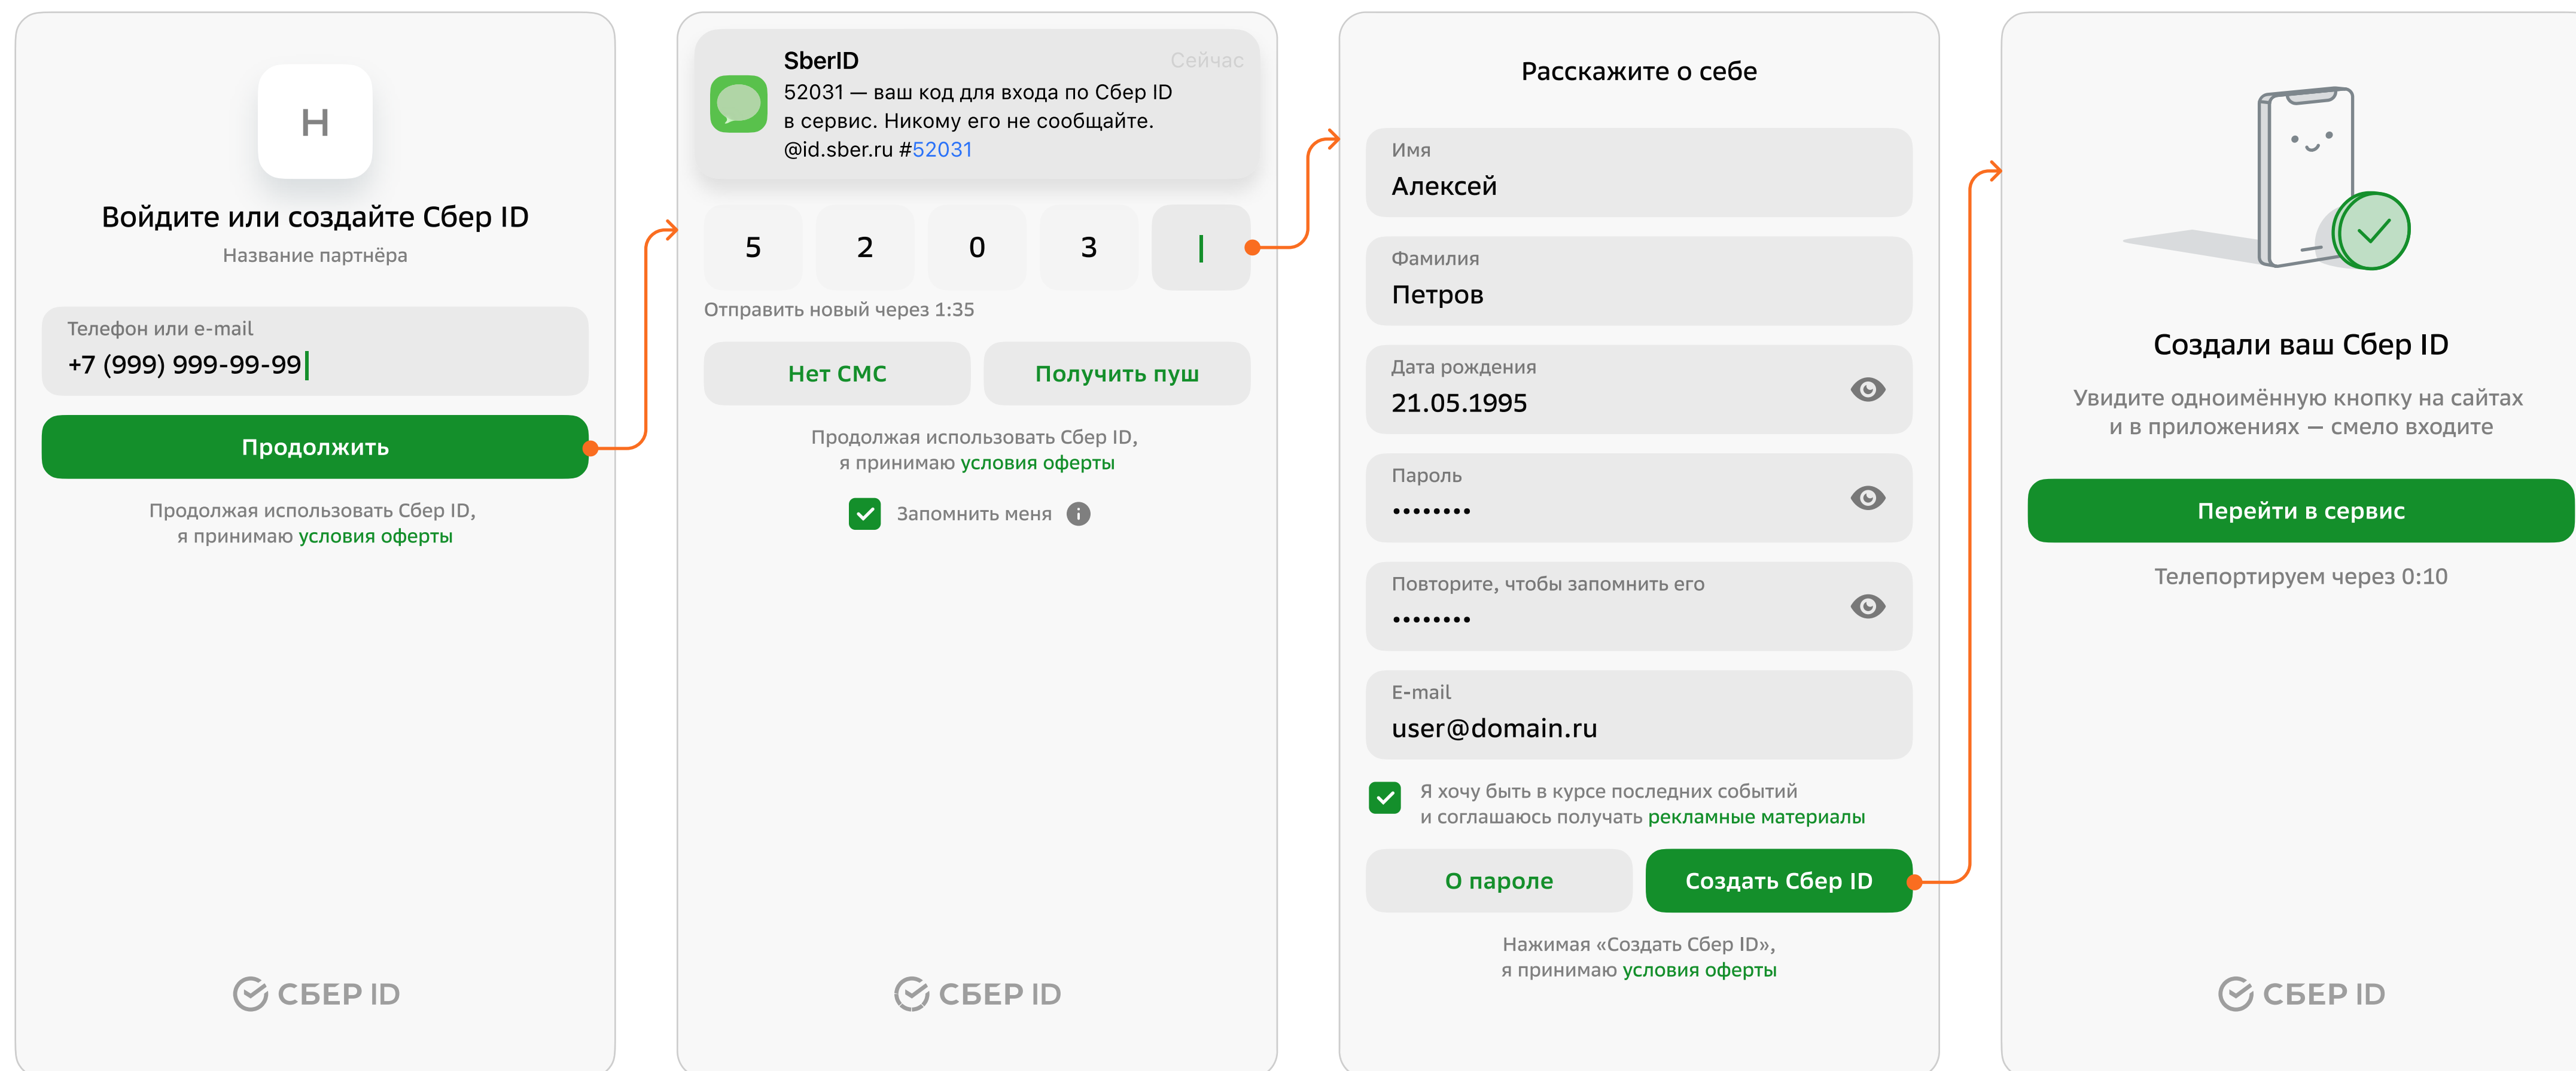 Н
Войдите или создайте Сбер ID
Название партнёра
Телефон или e-mail
+7 (999) 999-99-99
Продолжить
Продолжая использовать Сбер ID,
я принимаю условия оферты
СБЕР ID
SberID
Сейчас
52031 — ваш код для входа по Сбер ID
в сервис. Никому его не сообщайте.
@id.sber.ru #52031
5 2 0 3
Отправить новый через 1:35
Нет СМС
Получить пуш
Продолжая использовать Сбер ID,
я принимаю условия оферты
Запомнить меня
СБЕР ID
Расскажите о себе
Имя
Алексей
Фамилия
Петров
Дата рождения
21.05.1995
Пароль
••••••••
Повторите, чтобы запомнить его
••••••••
E-mail
user@domain.ru
Я хочу быть в курсе последних событий
и соглашаюсь получать рекламные материалы
О пароле
Создать Сбер ID
Нажимая «Создать Сбер ID»,
я принимаю условия оферты
Создали ваш Сбер ID
Увидите одноимённую кнопку на сайтах
и в приложениях — смело входите
Перейти в сервис
Телепортируем через 0:10
СБЕР ID